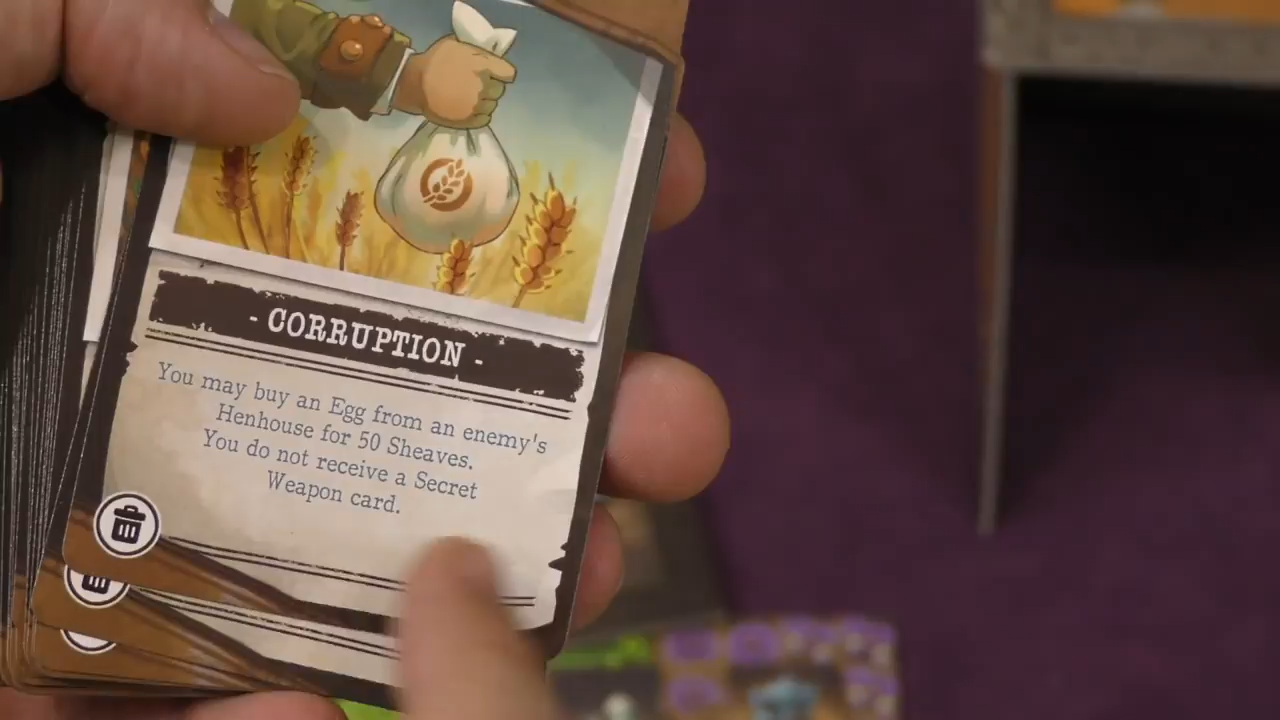 - CORRUPTION -
You may buy an Egg from an enemy's
Henhouse for 50 Sheaves.
You do not receive a Secret
Weapon card.